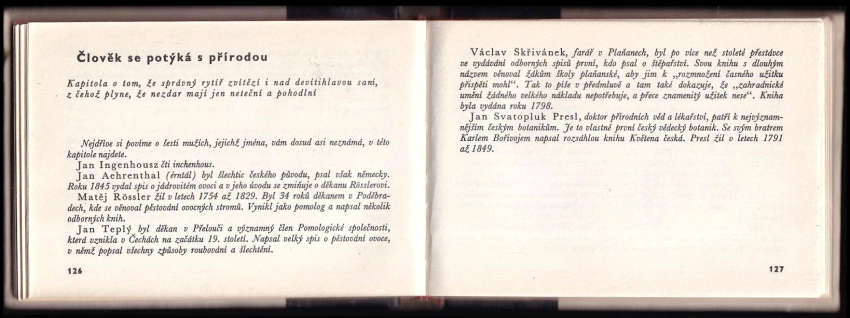 Člověk se potýká s přírodou
Kapitola o tom, že správný rytíř zvítězí i nad devítihlavou saní,
z čehož plyne, že nezdar mají jen neteční a pohodlní
Nejdříve si povíme o šesti mužích, jejichž jména, vám dosud asi neznámá, v této
kapitole najdete.
Jan Ingenhousz čti inchenhous.
Jan Aehrenthal (érntál) byl šlechtic českého původu, psal však německy.
Roku 1845 vydal spis o jádrovitém ovoci a v jeho úvodu se zmiňuje o děkanu Rösslerovi.
Matěj Rössler žil v letech 1754 až 1829. Byl 34 roků děkanem v Poděbra-
dech, kde se věnoval pěstování ovocných stromů. Vynikl jako pomolog a napsal několik
odborných knih.
Jan Teplý byl děkan v Přelouči a významný člen Pomologické společnosti,
která vznikla v Čechách na začátku 19. století. Napsal velký spis o pěstování ovoce,
v němž popsal všechny způsoby roubování a šlechtění.
126
Václav Skřivánek, farář v Plaňanech, byl po více než stoleté přestávce
ve vydávání odborných spisů první, kdo psal o štěpařství. Svou knihu s dlouhým
názvem věnoval žákům školy plaňanské, aby jim k „rozmnožení časného užitku
přispěti mohl“. Tak to píše v předmluvě a tam také dokazuje, že „zahradnické
umění žádného velkého nákladu nepotřebuje, a přece znamenitý užitek nese“. Kniha
byla vydána roku 1798.
Jan Svatopluk Presl, doktor přírodních věd a lékařství, patří k nejvýznam-
nějším českým botanikům. Je to vlastně první český vědecký botanik. Se svým bratrem
Karlem Bořivojem napsal rozsáhlou knihu Květena česká. Presl žil v letech 1791
až 1849.
127